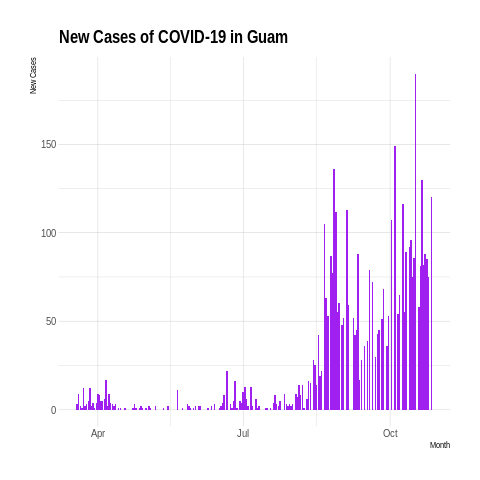 New Cases of COVID-19 in Guam
New Cases
150
100
50
0
Apr Jul Oct
Month